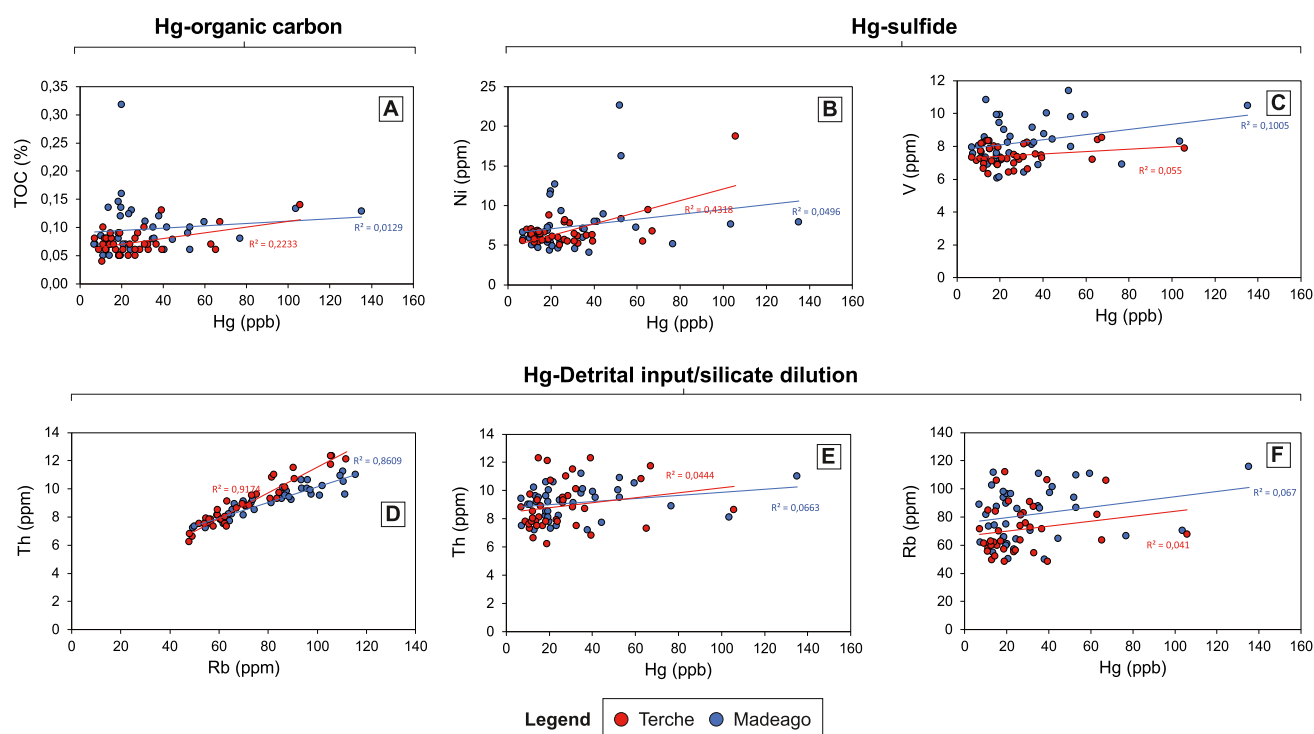 Hg-organic carbon
Hg-sulfide
A
TOC (%)
0,35
0,30
0,25
0,20
0,15
0,10
0,05
0,00
R² = 0,0129
R² = 0,2233
0 20 40 60 80 100 120 140 160
Hg (ppb)
B
Ni (ppm)
25
20
15
10
5
0
R² = 0,4318
R² = 0,0496
0 20 40 60 80 100 120 140 160
Hg (ppb)
C
V (ppm)
12
10
8
6
4
2
0
R² = 0,1005
R² = 0,055
0 20 40 60 80 100 120 140 160
Hg (ppb)
Hg-Detrital input/silicate dilution
D
Th (ppm)
14
12
10
8
6
4
2
0
R² = 0,8609
R² = 0,9174
0 20 40 60 80 100 120 140
Rb (ppm)
E
Th (ppm)
14
12
10
8
6
4
2
0
R² = 0,0444
R² = 0,0663
0 20 40 60 80 100 120 140 160
Hg (ppb)
F
Rb (ppm)
140
120
100
80
60
40
20
0
R² = 0,067
R² = 0,041
0 20 40 60 80 100 120 140 160
Hg (ppb)
Legend Terche Madeago